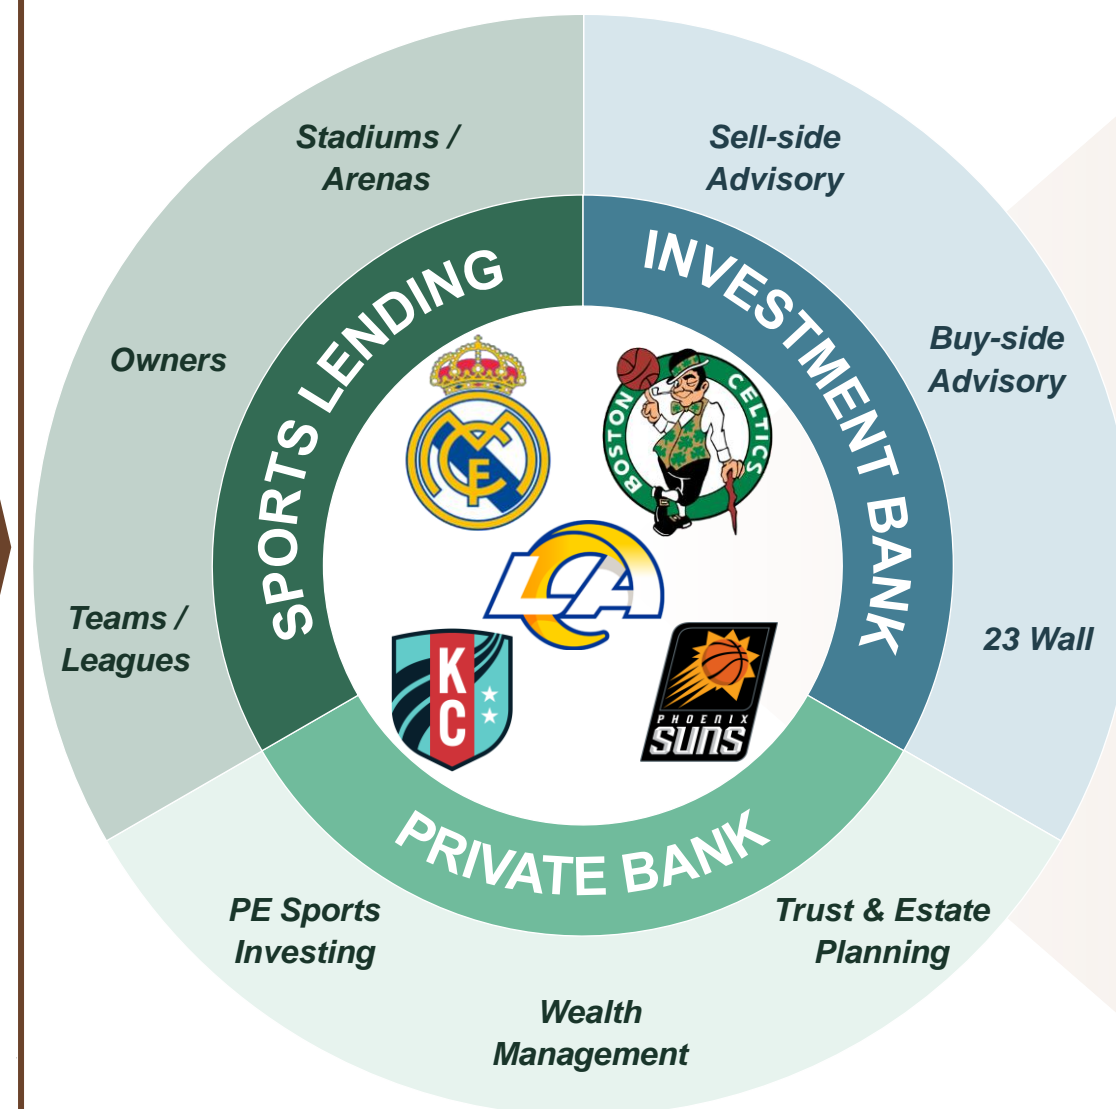 Stadiums /
Arenas
Sell-side
Advisory
SPORTS LENDING
INVESTMENT BANK
Owners
Buy-side
Advisory
BOSTON CELTICS
LA
Teams /
Leagues
23 Wall
KC
PHOENIX
SUNS
PRIVATE BANK
PE Sports
Investing
Trust & Estate
Planning
Wealth
Management